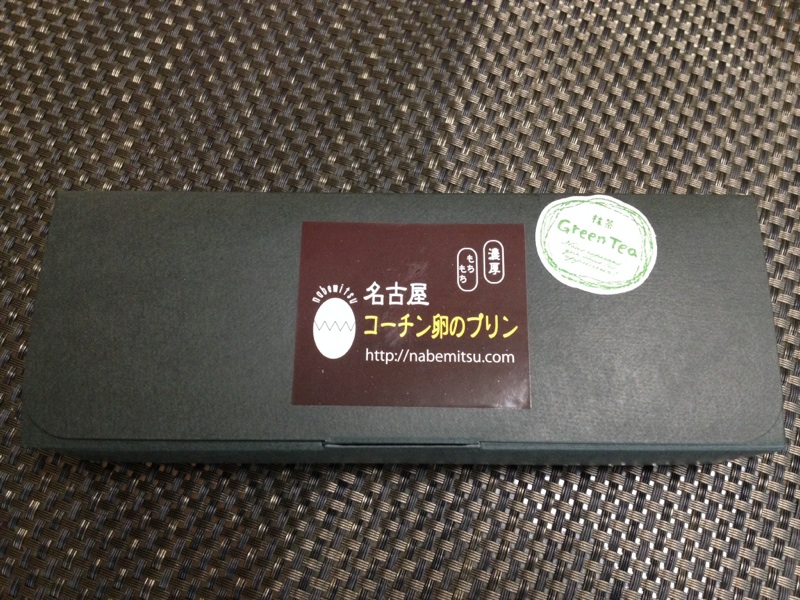 濃厚
もちもち
nabemitsu
名古屋
コーチン卵のプリン
http://nabemitsu.com
抹茶
Green Tea